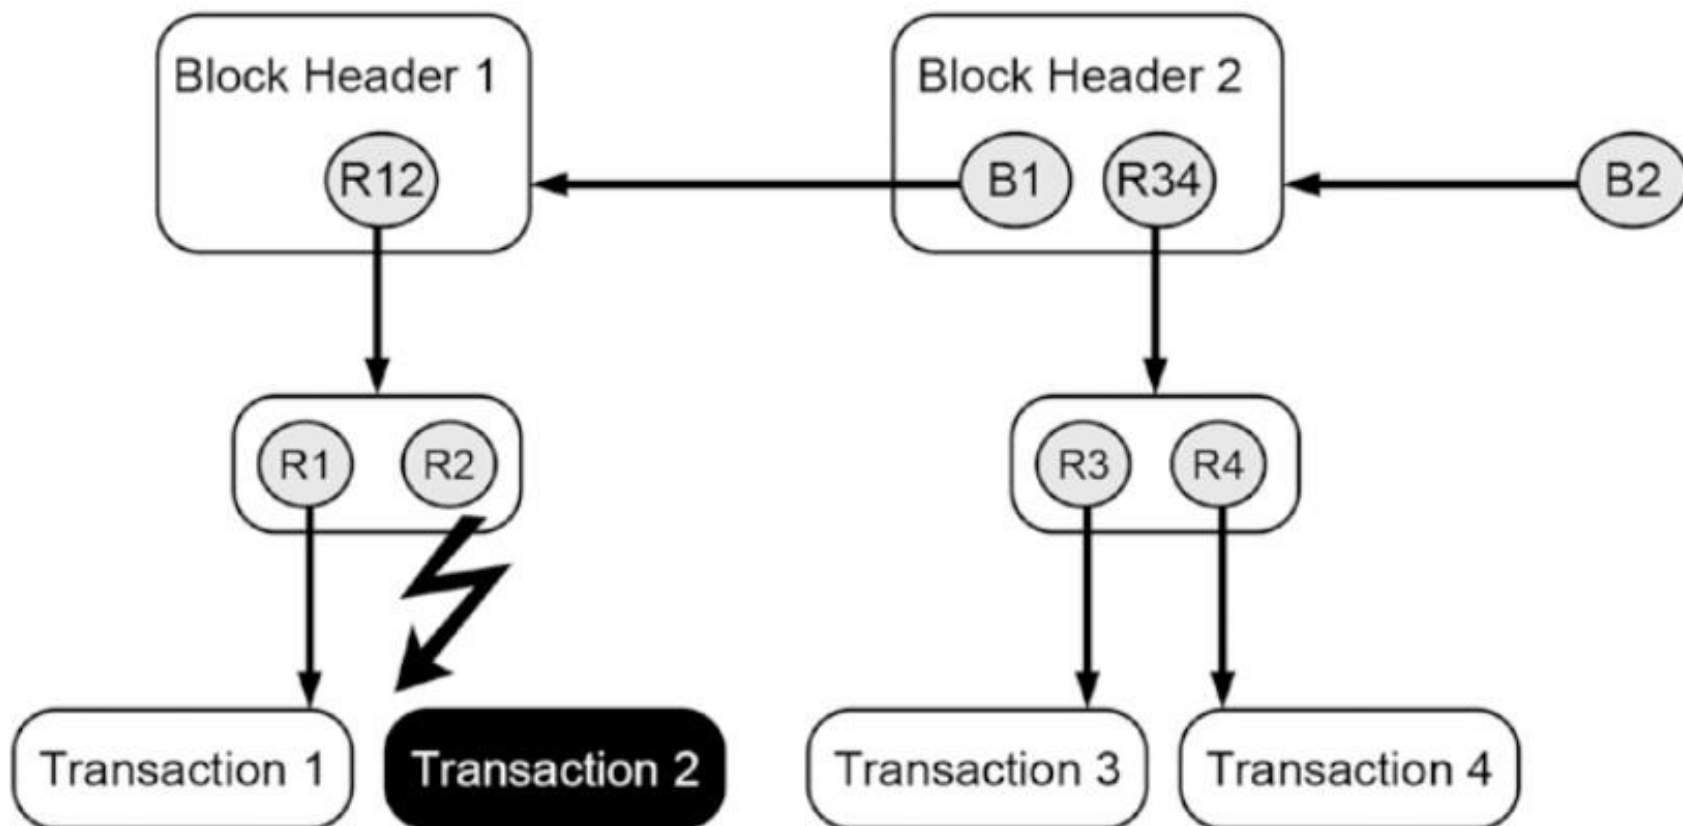 Block Header 1
Block Header 2
R12
B1
R34
B2
R1
R2
R3
R4
Transaction 1
Transaction 2
Transaction 3
Transaction 4